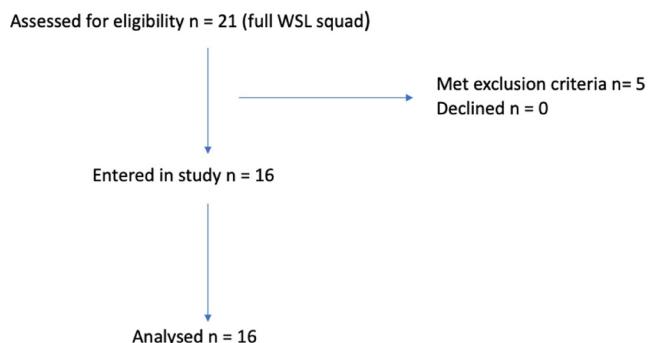 Assessed for eligibility n = 21 (full WSL squad)
Met exclusion criteria n= 5
Declined n = 0
Entered in study n = 16
Analysed n = 16